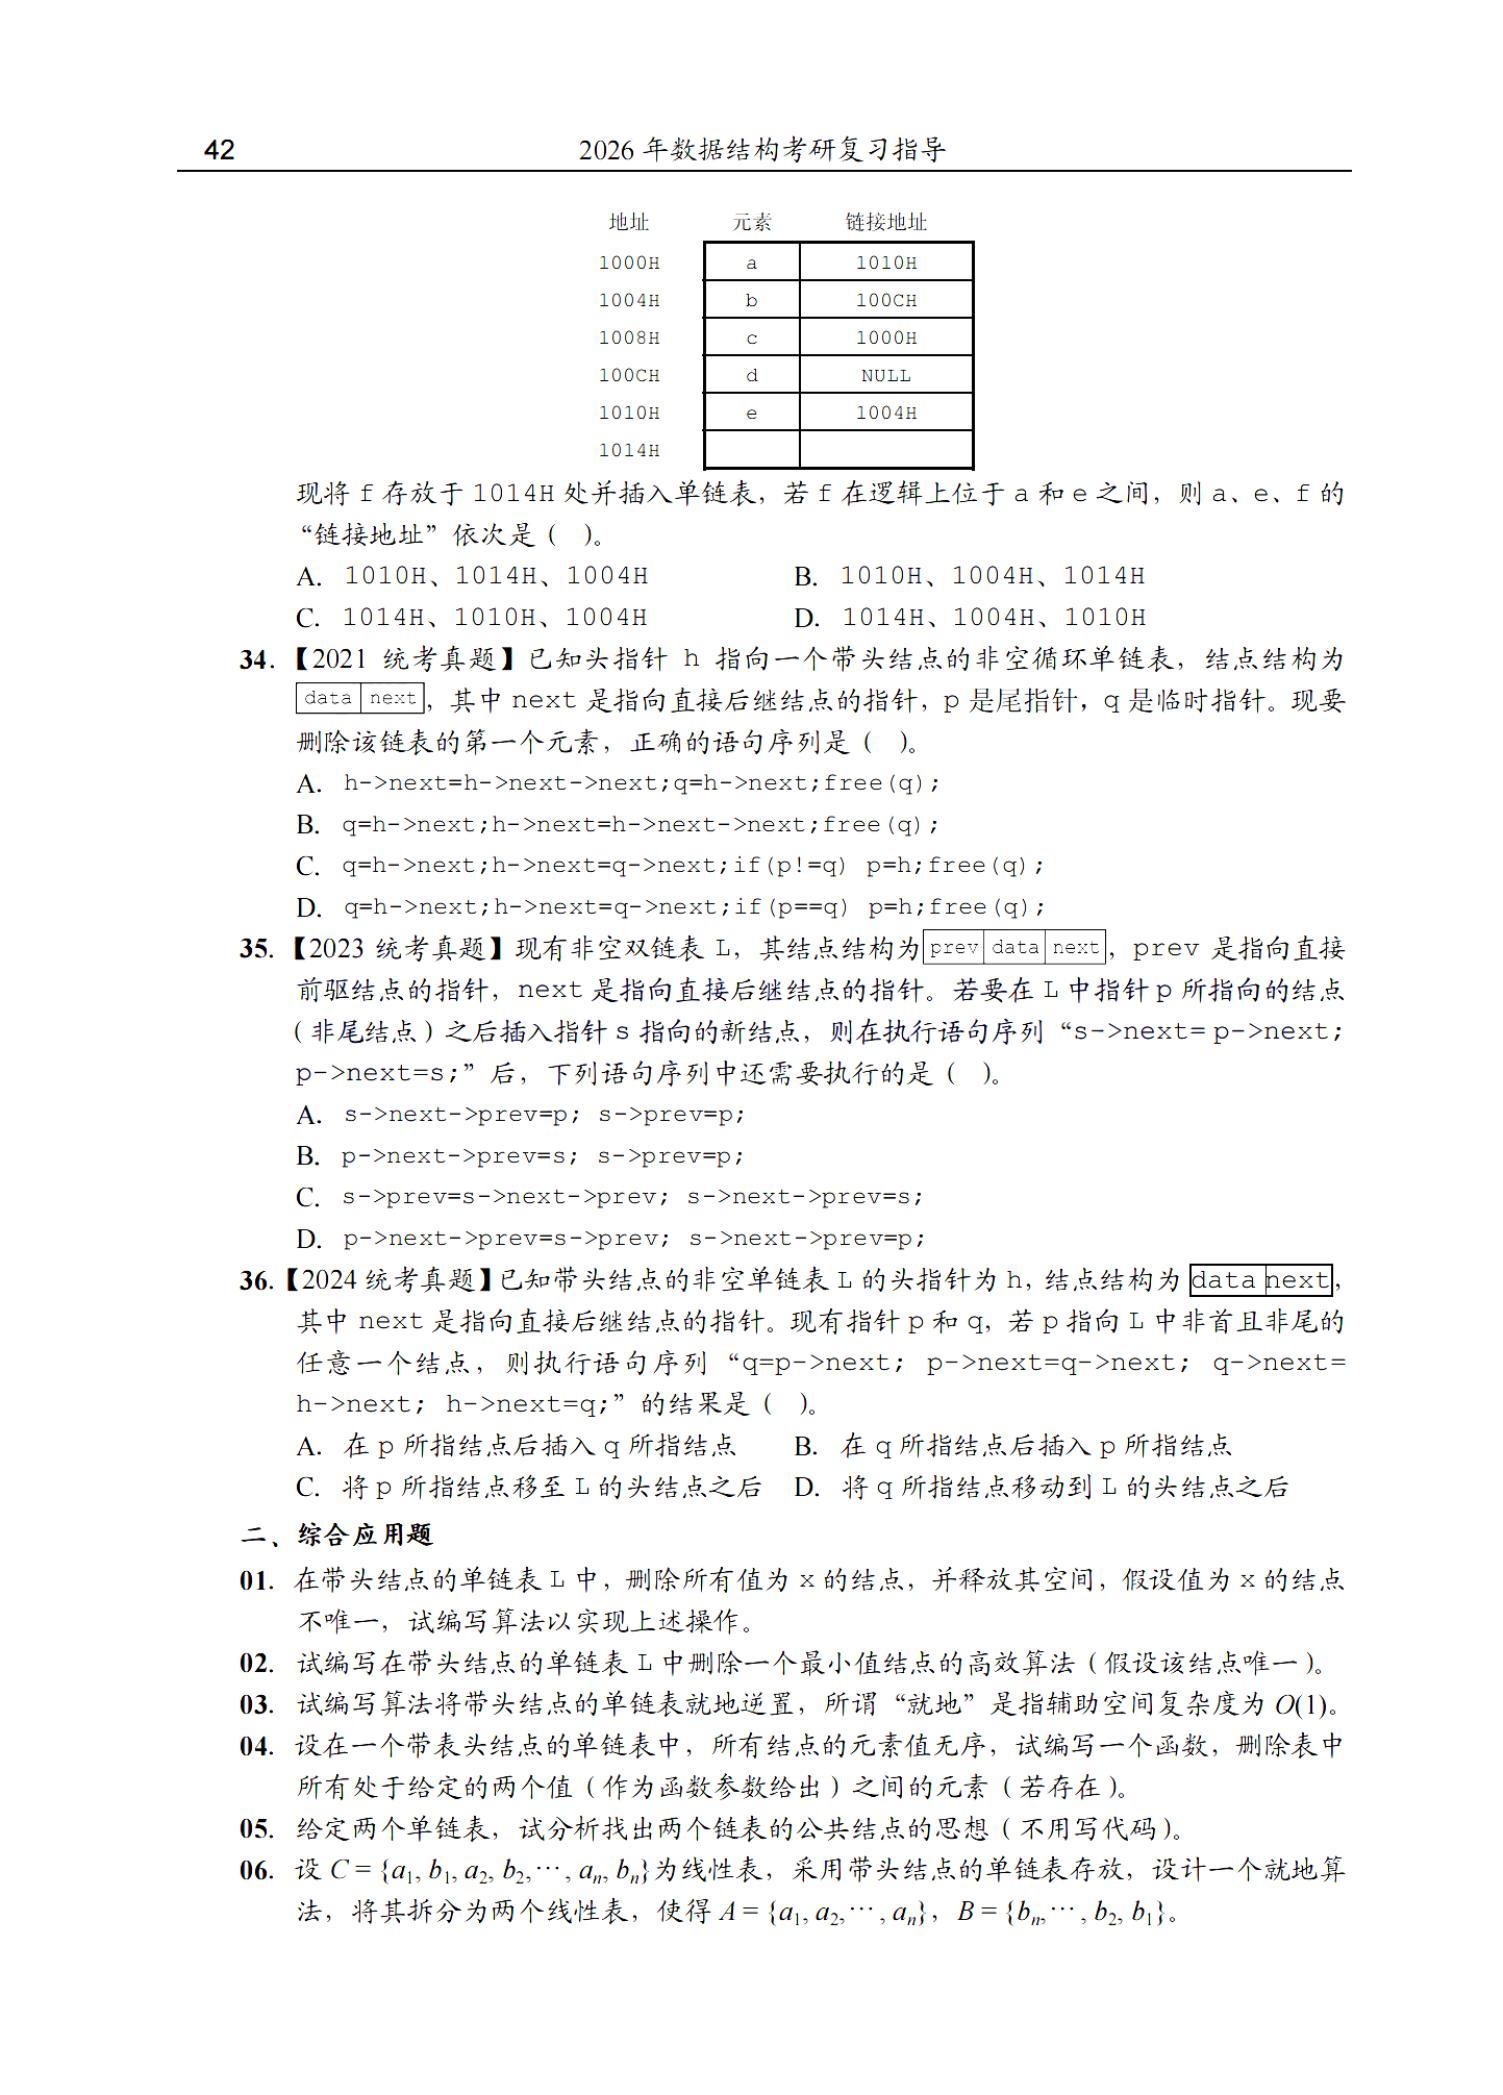 42 2026 年数据结构考研复习指导
地址 元素 链接地址
1000H a 1010H
1004H b 100CH
1008H c 1000H
100CH d NULL
1010H e 1004H
1014H
现将 f 存放于 1014H 处并插入单链表，若 f 在逻辑上位于 a 和 e 之间，则 a、e、f 的
“链接地址”依次是（ ）。
A. 1010H、1014H、1004H B. 1010H、1004H、1014H
C. 1014H、1010H、1004H D. 1014H、1004H、1010H
34. 【2021 统考真题】已知头指针 h 指向一个带头结点的非空循环单链表，结点结构为
data next，其中 next 是指向直接后继结点的指针，p 是尾指针，q 是临时指针。现要
删除该链表的第一个元素，正确的语句序列是（ ）。
A. h->next=h->next->next;q=h->next;free(q);
B. q=h->next;h->next=h->next->next;free(q);
C. q=h->next;h->next=q->next;if(p!=q) p=h;free(q);
D. q=h->next;h->next=q->next;if(p==q) p=h;free(q);
35. 【2023 统考真题】现有非空双链表 L，其结点结构为 prev data next，prev 是指向直接
前驱结点的指针，next 是指向直接后继结点的指针。若要在 L 中指针 p 所指向的结点
（非尾结点）之后插入指针 s 指向的新结点，则在执行语句序列“s->next= p->next;
p->next=s;”后，下列语句序列中还需要执行的是（ ）。
A. s->next->prev=p; s->prev=p;
B. p->next->prev=s; s->prev=p;
C. s->prev=s->next->prev; s->next->prev=s;
D. p->next->prev=s->prev; s->next->prev=p;
36. 【2024 统考真题】已知带头结点的非空单链表 L 的头指针为 h，结点结构为 data next，
其中 next 是指向直接后继结点的指针。现有指针 p 和 q，若 p 指向 L 中非首且非尾的
任意一个结点，则执行语句序列“q=p->next; p->next=q->next; q->next=
h->next; h->next=q;”的结果是（ ）。
A. 在 p 所指结点后插入 q 所指结点 B. 在 q 所指结点后插入 p 所指结点
C. 将 p 所指结点移至 L 的头结点之后 D. 将 q 所指结点移动到 L 的头结点之后
二、综合应用题
01. 在带头结点的单链表 L 中，删除所有值为 x 的结点，并释放其空间，假设值为 x 的结点
不唯一，试编写算法以实现上述操作。
02. 试编写在带头结点的单链表 L 中删除一个最小值结点的高效算法（假设该结点唯一）。
03. 试编写算法将带头结点的单链表就地逆置，所谓“就地”是指辅助空间复杂度为 O(1)。
04. 设在一个带表头结点的单链表中，所有结点的元素值无序，试编写一个函数，删除表中
所有处于给定的两个值（作为函数参数给出）之间的元素（若存在）。
05. 给定两个单链表，试分析找出两个链表的公共结点的思想（不用写代码）。
06. 设 C = {a₁, b₁, a₂, b₂,⋯, aₙ, bₙ}为线性表，采用带头结点的单链表存放，设计一个就地算
法，将其拆分为两个线性表，使得 A = {a₁, a₂,⋯, aₙ}，B = {bₙ,⋯, b₂, b₁}。